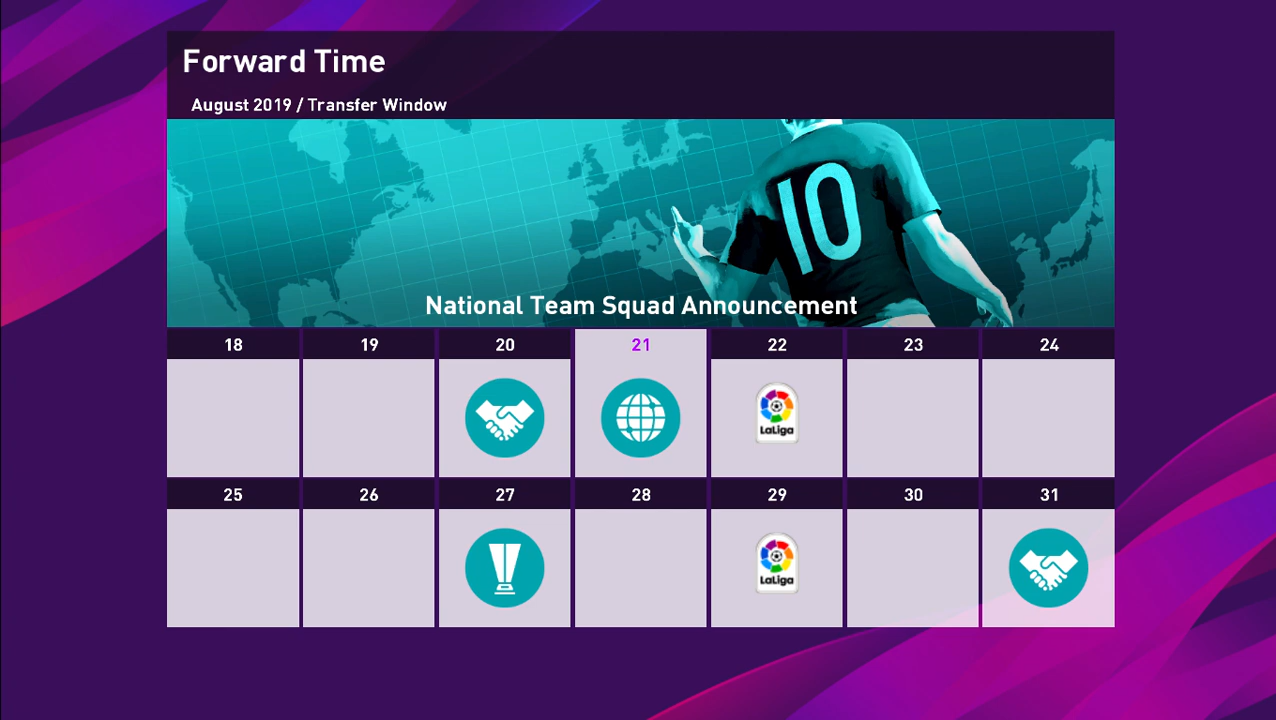 Forward Time
August 2019 / Transfer Window
10
National Team Squad Announcement
18 19 20 21 22 23 24
LaLiga
25 26 27 28 29 30 31
LaLiga